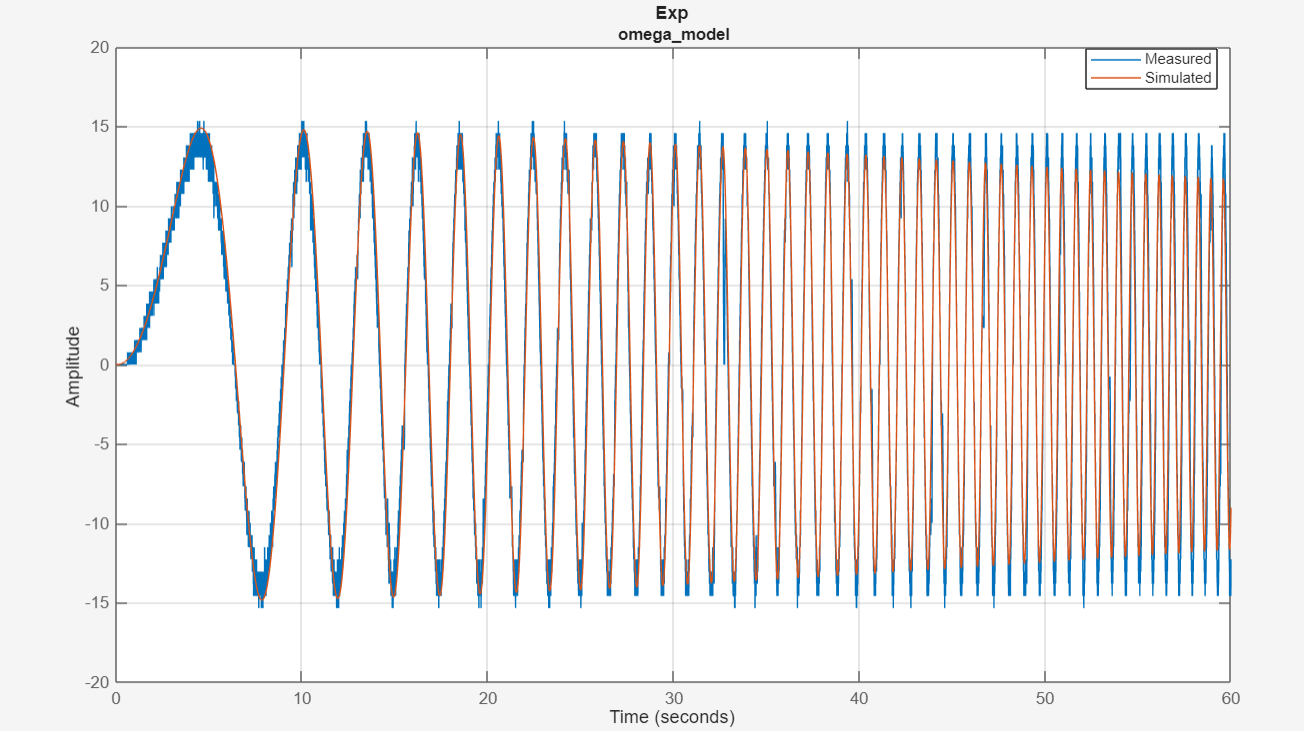 Exp
omega_model
Measured
Simulated
20
15
10
5
0
-5
-10
-15
-20
Amplitude
0 10 20 30 40 50 60
Time (seconds)